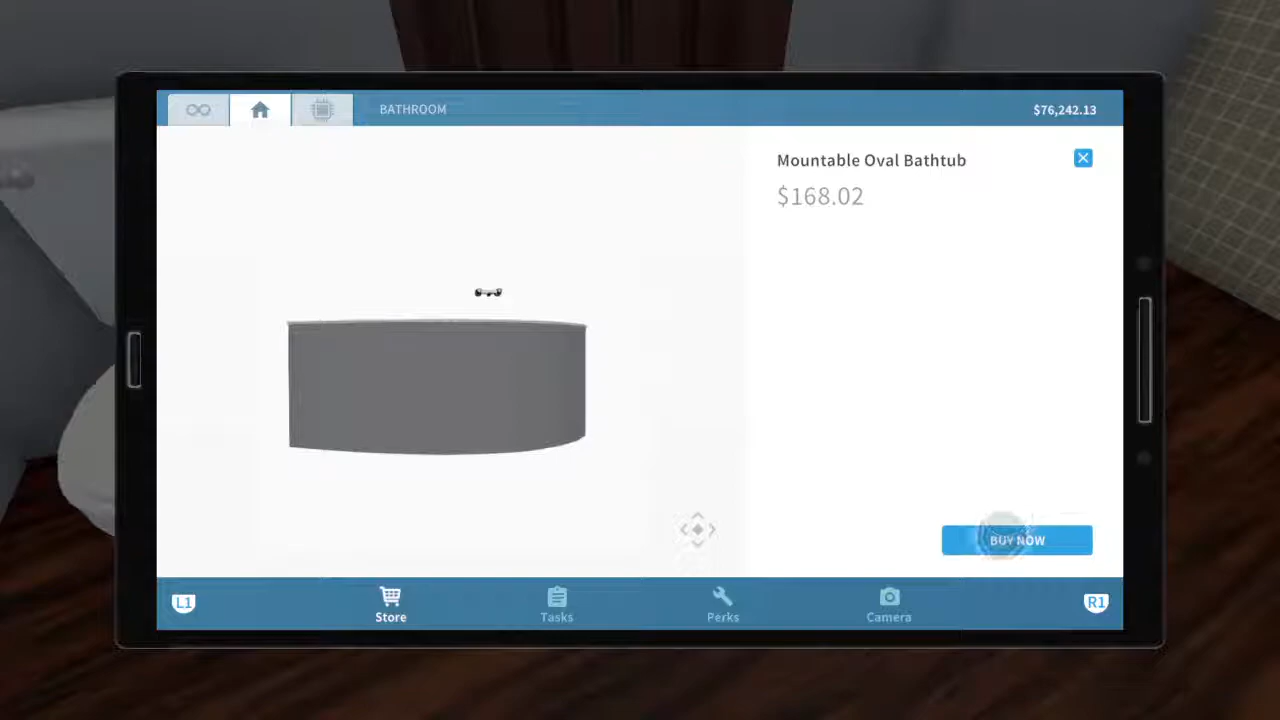 BATHROOM
$76,242.13
Mountable Oval Bathtub
$168.02
BUY NOW
L1
Store
Tasks
Perks
Camera
R1